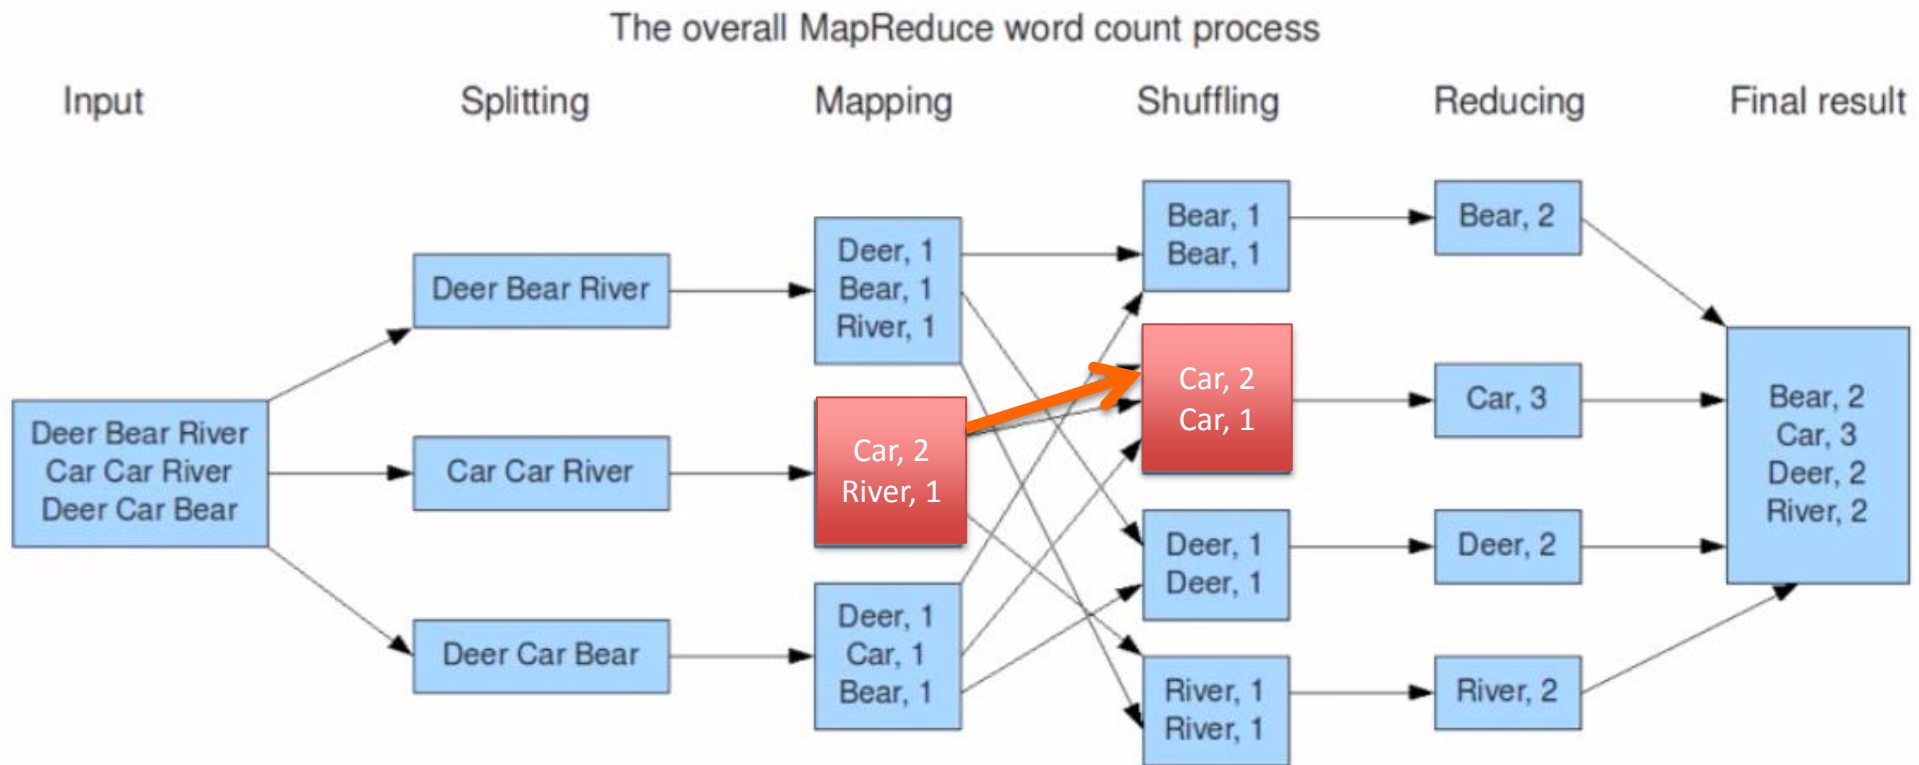 The overall MapReduce word count process
Input
Splitting
Mapping
Shuffling
Reducing
Final result
Deer Bear River
Car Car River
Deer Car Bear
Deer Bear River
Car Car River
Deer Car Bear
Deer, 1
Bear, 1
River, 1
Car, 2
River, 1
Deer, 1
Car, 1
Bear, 1
Bear, 1
Bear, 1
Car, 2
Car, 1
Deer, 1
Deer, 1
River, 1
River, 1
Bear, 2
Car, 3
Deer, 2
River, 2
Bear, 2
Car, 3
Deer, 2
River, 2